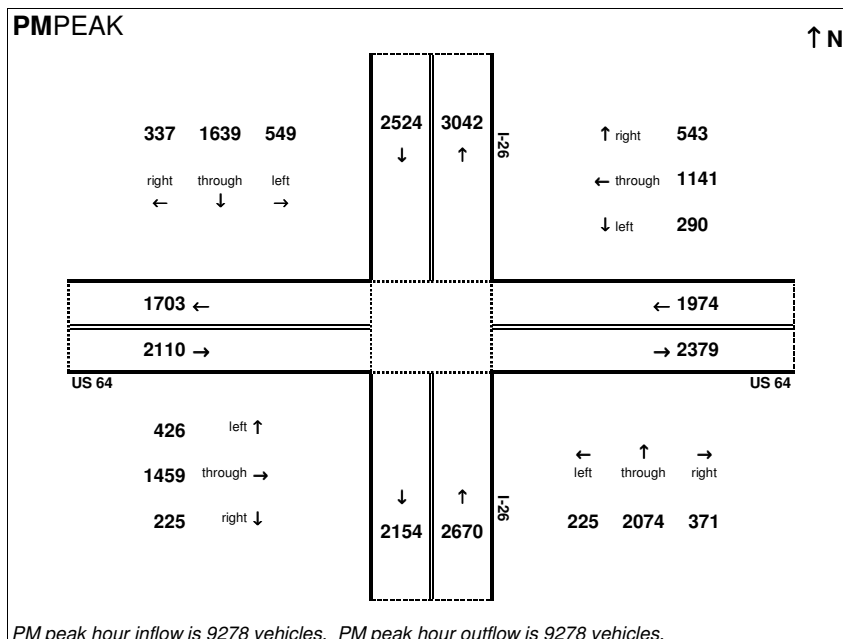 PMPEAK
↑ N
337 1639 549
right through left
← ↓ →
2524 3042
↓ ↑
I-26
↑ right 543
← through 1141
↓ left 290
1703 ←
← 1974
2110 →
→ 2379
US 64
US 64
426 left ↑
1459 through →
225 right ↓
↓ ↑
2154 2670
I-26
← ↑ →
left through right
225 2074 371
PM peak hour inflow is 9278 vehicles. PM peak hour outflow is 9278 vehicles.